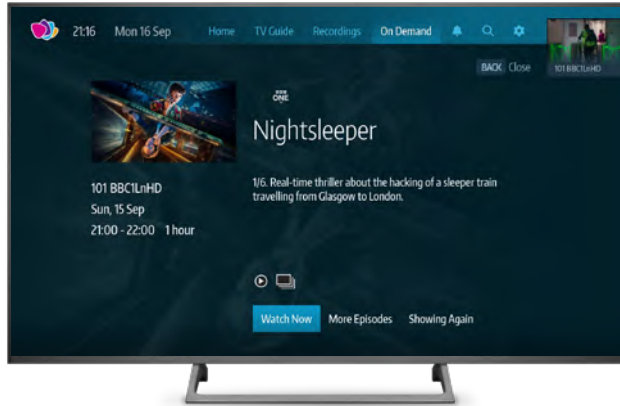 21:16 Mon 16 Sep Home TV Guide Recordings On Demand
BACK Close
101 BBC1LnHD
BBC
ONE
Nightsleeper
1/6. Real-time thriller about the hacking of a sleeper train
travelling from Glasgow to London.
101 BBC1LnHD
Sun, 15 Sep
21:00 - 22:00 1 hour
Watch Now More Episodes Showing Again